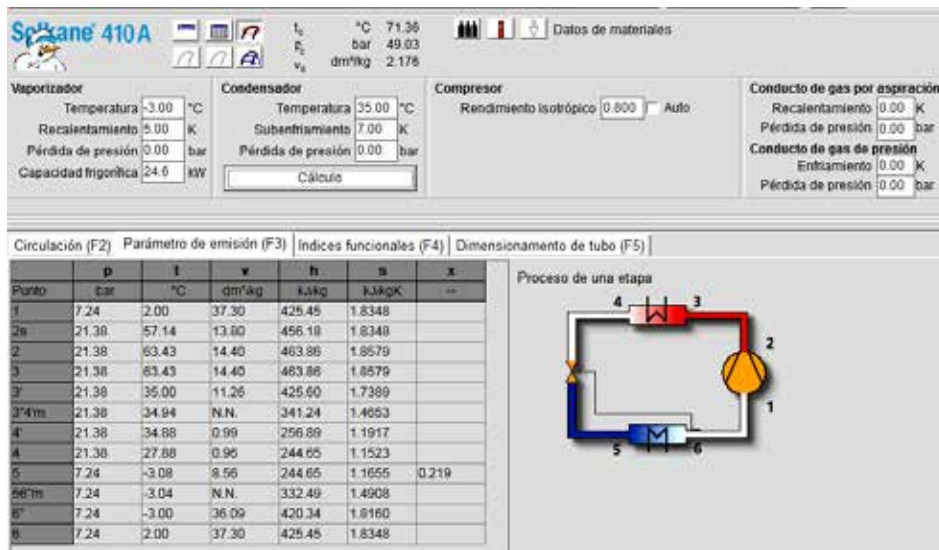 Solkane 410A
tc °C 71.36
pc bar 49.03
vc dm³/kg 2.176
Datos de materiales
Vaporizador
Temperatura -3.00 °C
Recalentamiento 5.00 K
Pérdida de presión 0.00 bar
Capacidad frigorífica 24.6 kW
Condensador
Temperatura 35.00 °C
Subenfriamiento 7.00 K
Pérdida de presión 0.00 bar
Cálculo
Compresor
Rendimiento isotrópico 0.800 Auto
Conducto de gas por aspiración
Recalentamiento 0.00 K
Pérdida de presión 0.00 bar
Conducto de gas de presión
Enfriamiento 0.00 K
Pérdida de presión 0.00 bar
Circulación (F2) Parámetro de emisión (F3) Indices funcionales (F4) Dimensionamento de tubo (F5)
p t v h s x
Punto bar °C dm³/kg kJ/kg kJ/kgK --
1 7.24 2.00 37.30 425.45 1.8348
2s 21.38 57.14 13.80 456.18 1.8348
2 21.38 63.43 14.40 463.86 1.8579
3 21.38 63.43 14.40 463.86 1.8579
3" 21.38 35.00 11.26 425.60 1.7389
3"4'm 21.38 34.94 N.N. 341.24 1.4653
4' 21.38 34.88 0.99 256.89 1.1917
4 21.38 27.88 0.96 244.65 1.1523
5 7.24 -3.08 8.56 244.65 1.1655 0.219
56"m 7.24 -3.04 N.N. 332.49 1.4908
6" 7.24 -3.00 36.09 420.34 1.8160
6 7.24 2.00 37.30 425.45 1.8348
Proceso de una etapa
4 3
2
1
5 6